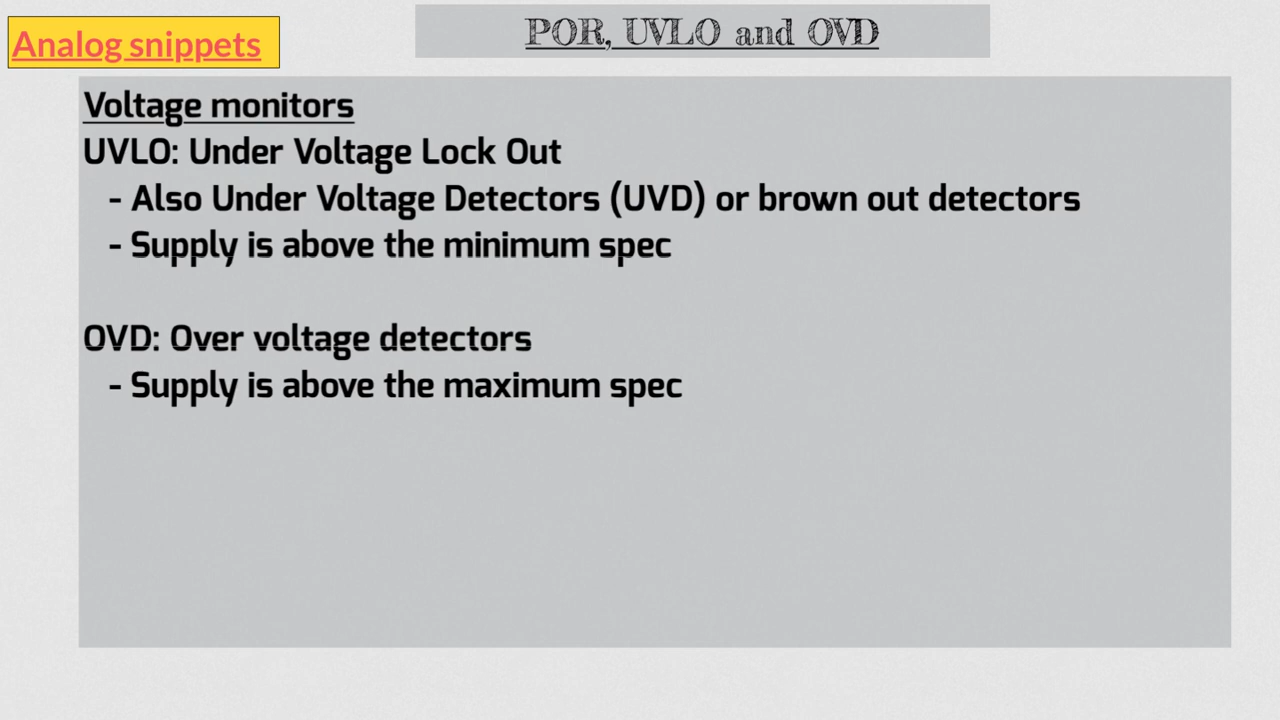 Analog snippets
POR, UVLO and OVD
Voltage monitors
UVLO: Under Voltage Lock Out
- Also Under Voltage Detectors (UVD) or brown out detectors
- Supply is above the minimum spec
OVD: Over voltage detectors
- Supply is above the maximum spec